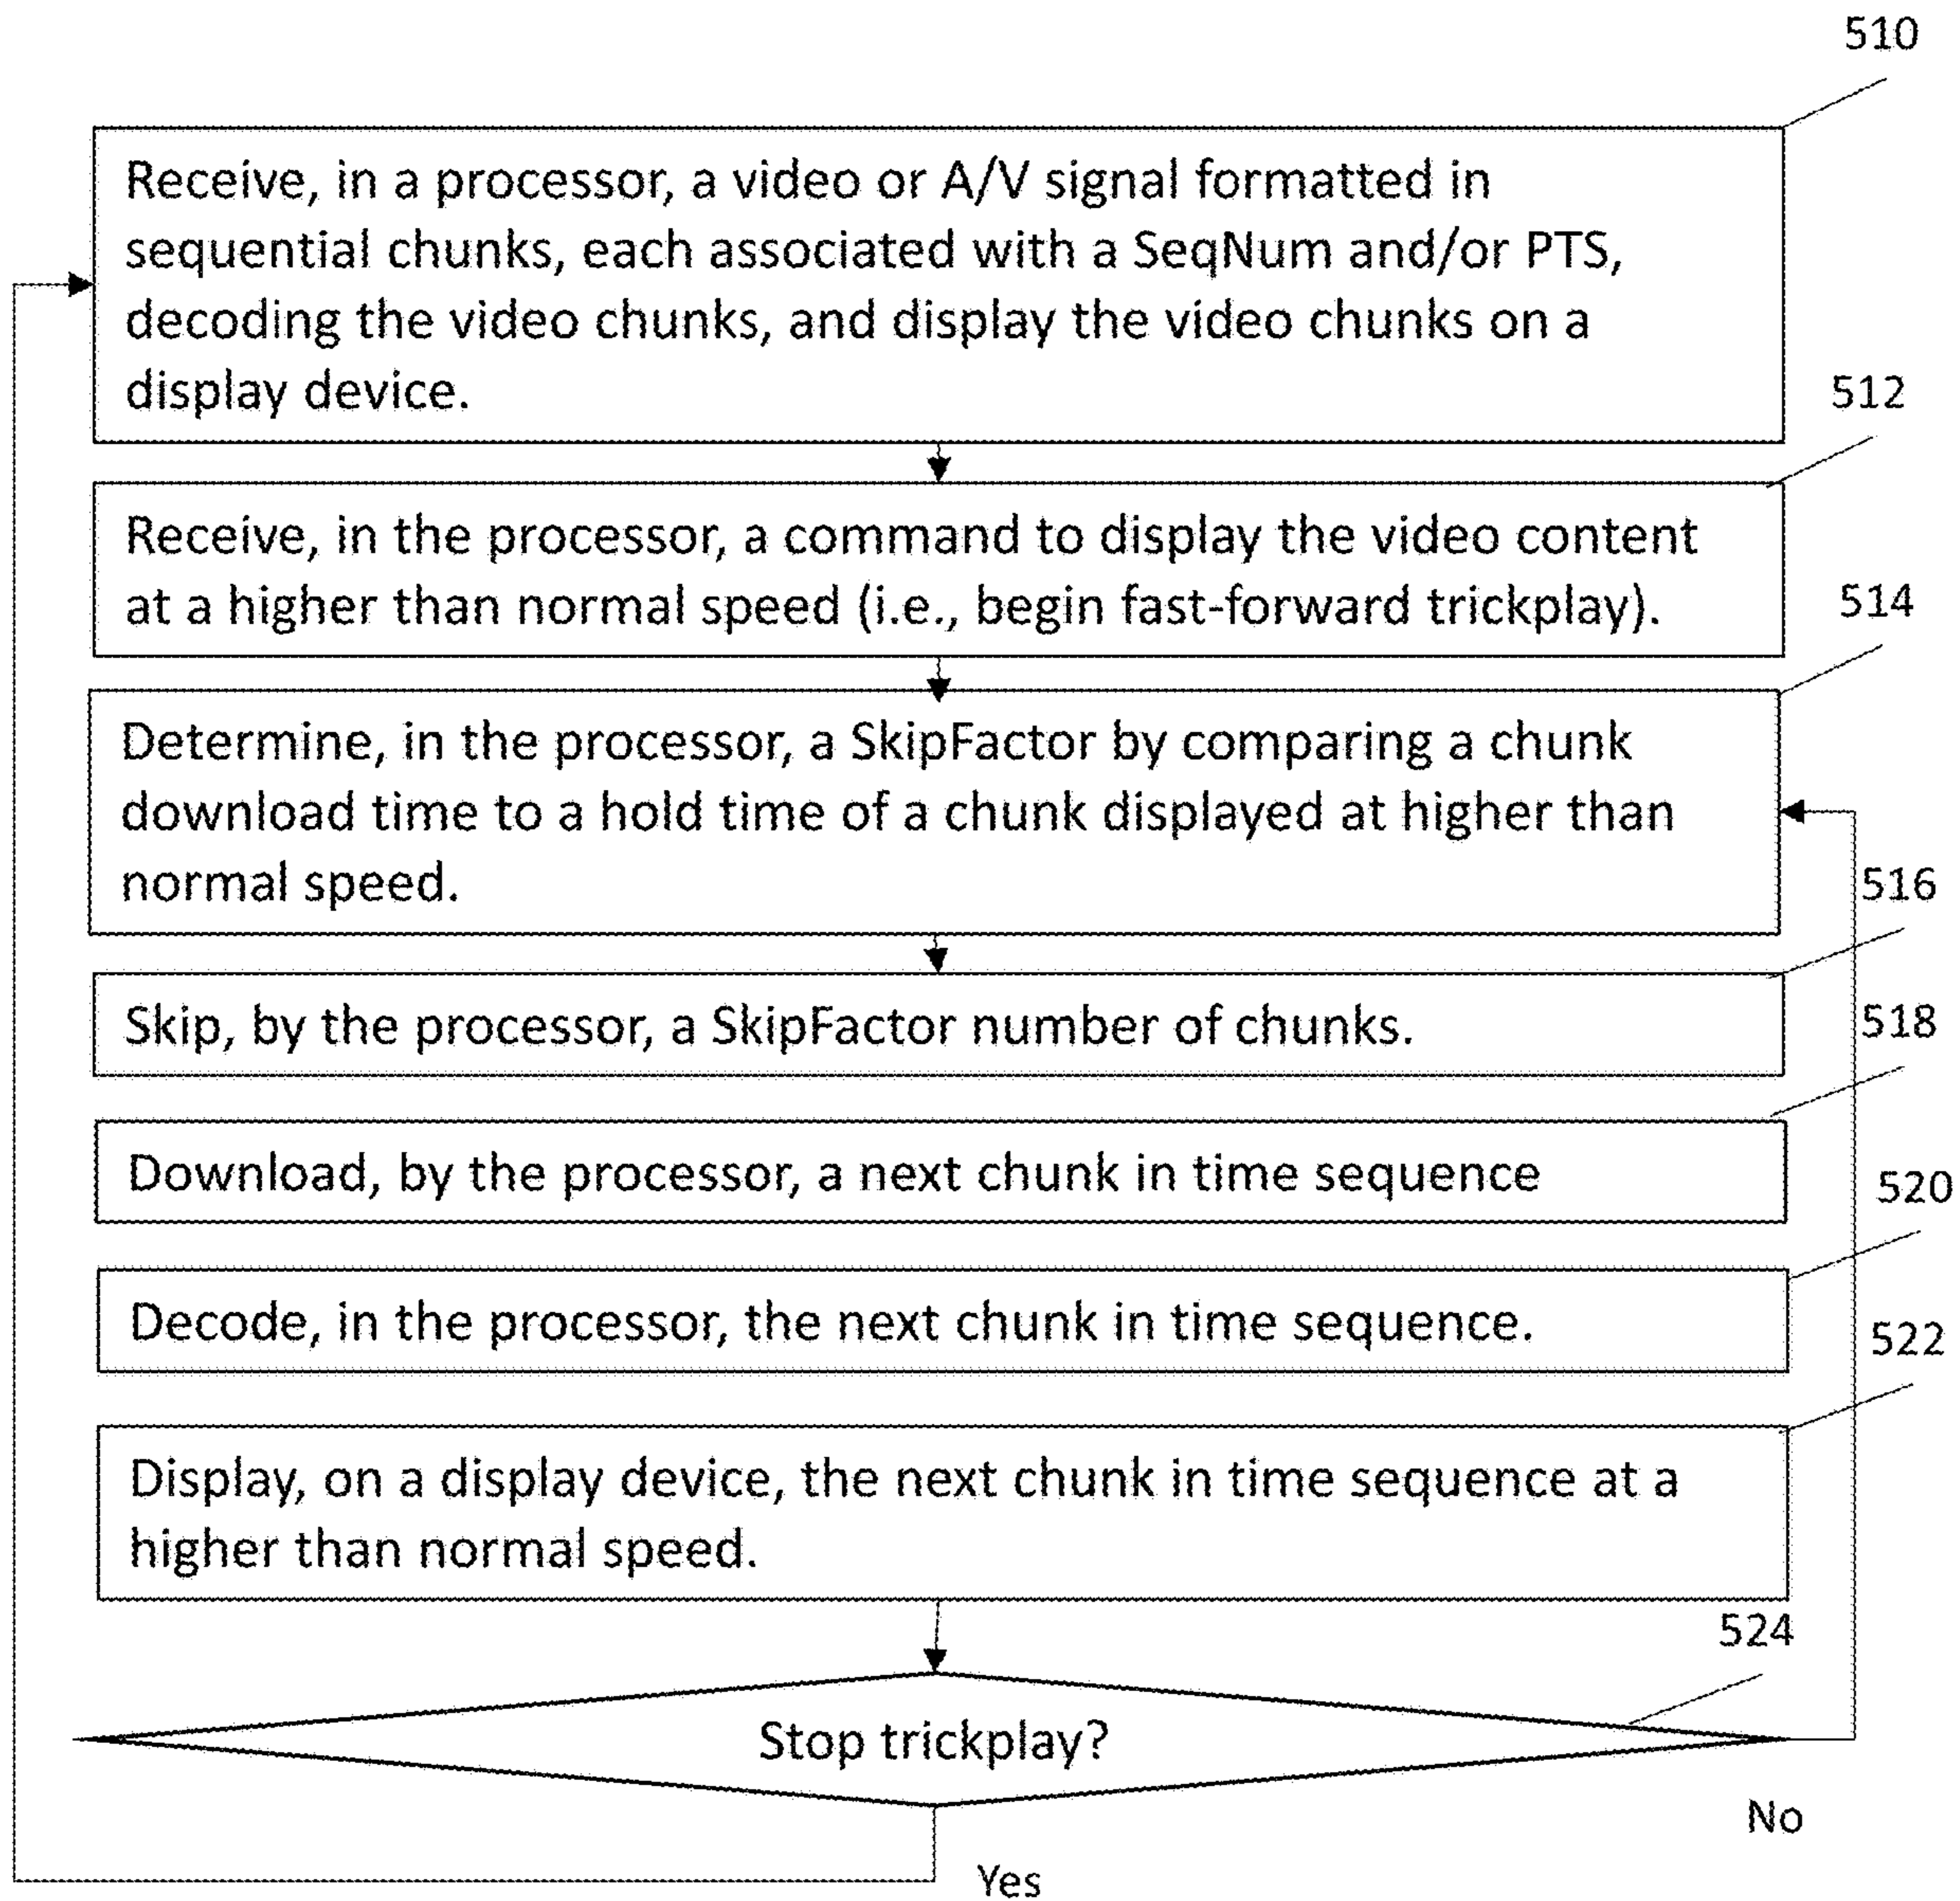 510
Receive, in a processor, a video or A/V signal formatted in
sequential chunks, each associated with a SeqNum and/or PTS,
decoding the video chunks, and display the video chunks on a
display device.
512
Receive, in the processor, a command to display the video content
at a higher than normal speed (i.e., begin fast-forward trickplay).
514
Determine, in the processor, a SkipFactor by comparing a chunk
download time to a hold time of a chunk displayed at higher than
normal speed.
516
Skip, by the processor, a SkipFactor number of chunks.
518
Download, by the processor, a next chunk in time sequence
520
Decode, in the processor, the next chunk in time sequence.
522
Display, on a display device, the next chunk in time sequence at a
higher than normal speed.
524
Stop trickplay?
No
Yes